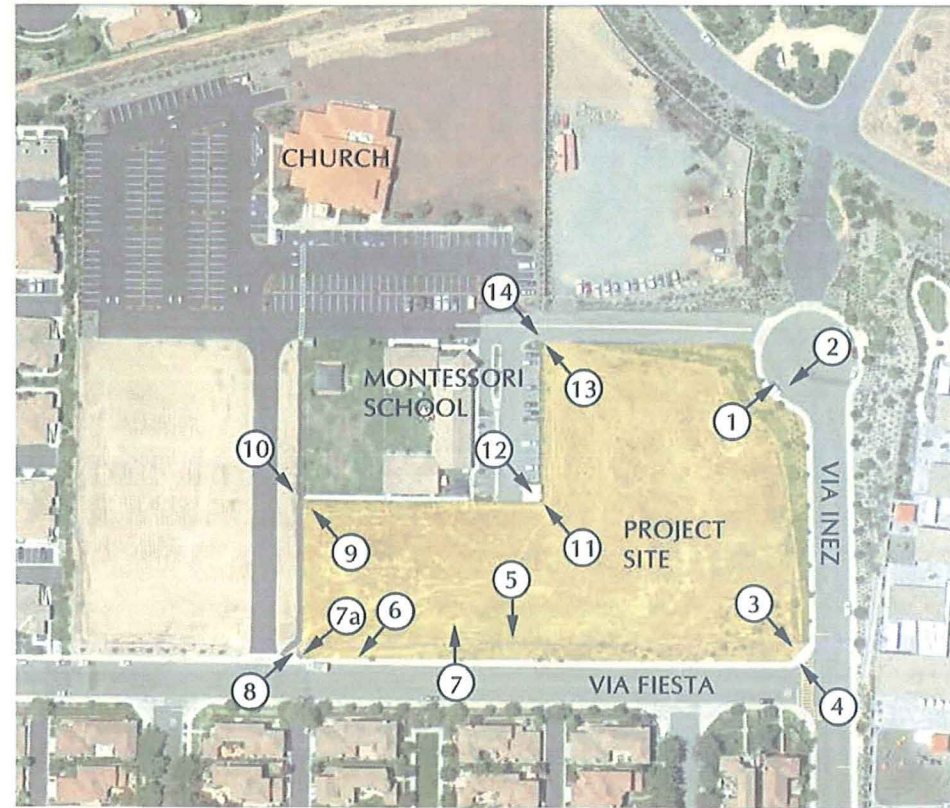 CHURCH
14
2
MONTESSORI
SCHOOL
13
1
10
12
VIA INEZ
9
11
PROJECT
SITE
5
3
7a
6
8
7
VIA FIESTA
4